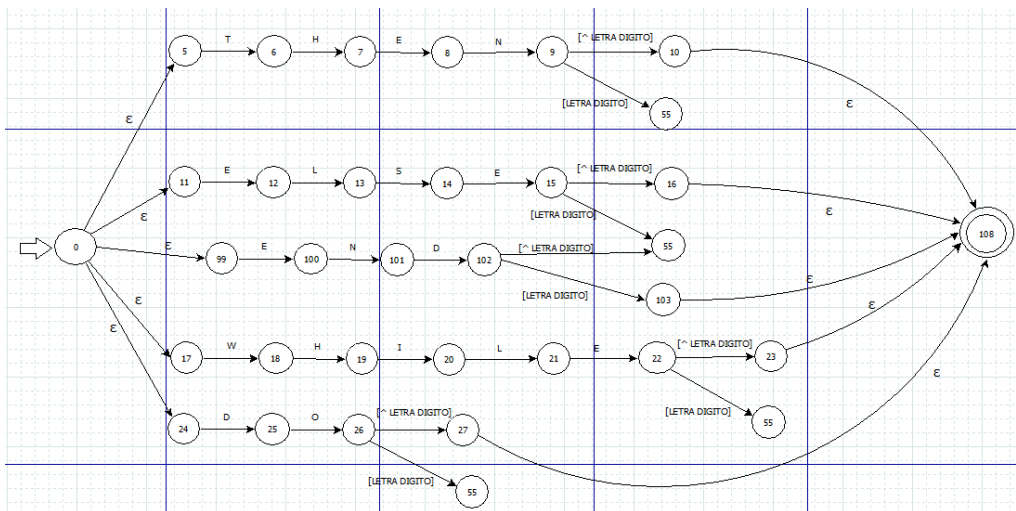 5 T 6 H 7 E 8 N 9 [^ LETRA DIGITO] 10
ε
[LETRA DIGITO] 55
ε
11 E 12 L 13 S 14 E 15 [^ LETRA DIGITO] 16
ε
ε
[LETRA DIGITO] 55
108
0
ε 99 E 100 N 101 D 102 [^ LETRA DIGITO]
[LETRA DIGITO] 103
ε
ε
ε
ε
17 W 18 H 19 I 20 L 21 E 22 [^ LETRA DIGITO] 23
ε
[LETRA DIGITO] 55
24 D 25 O 26 [^ LETRA DIGITO] 27
[LETRA DIGITO] 55